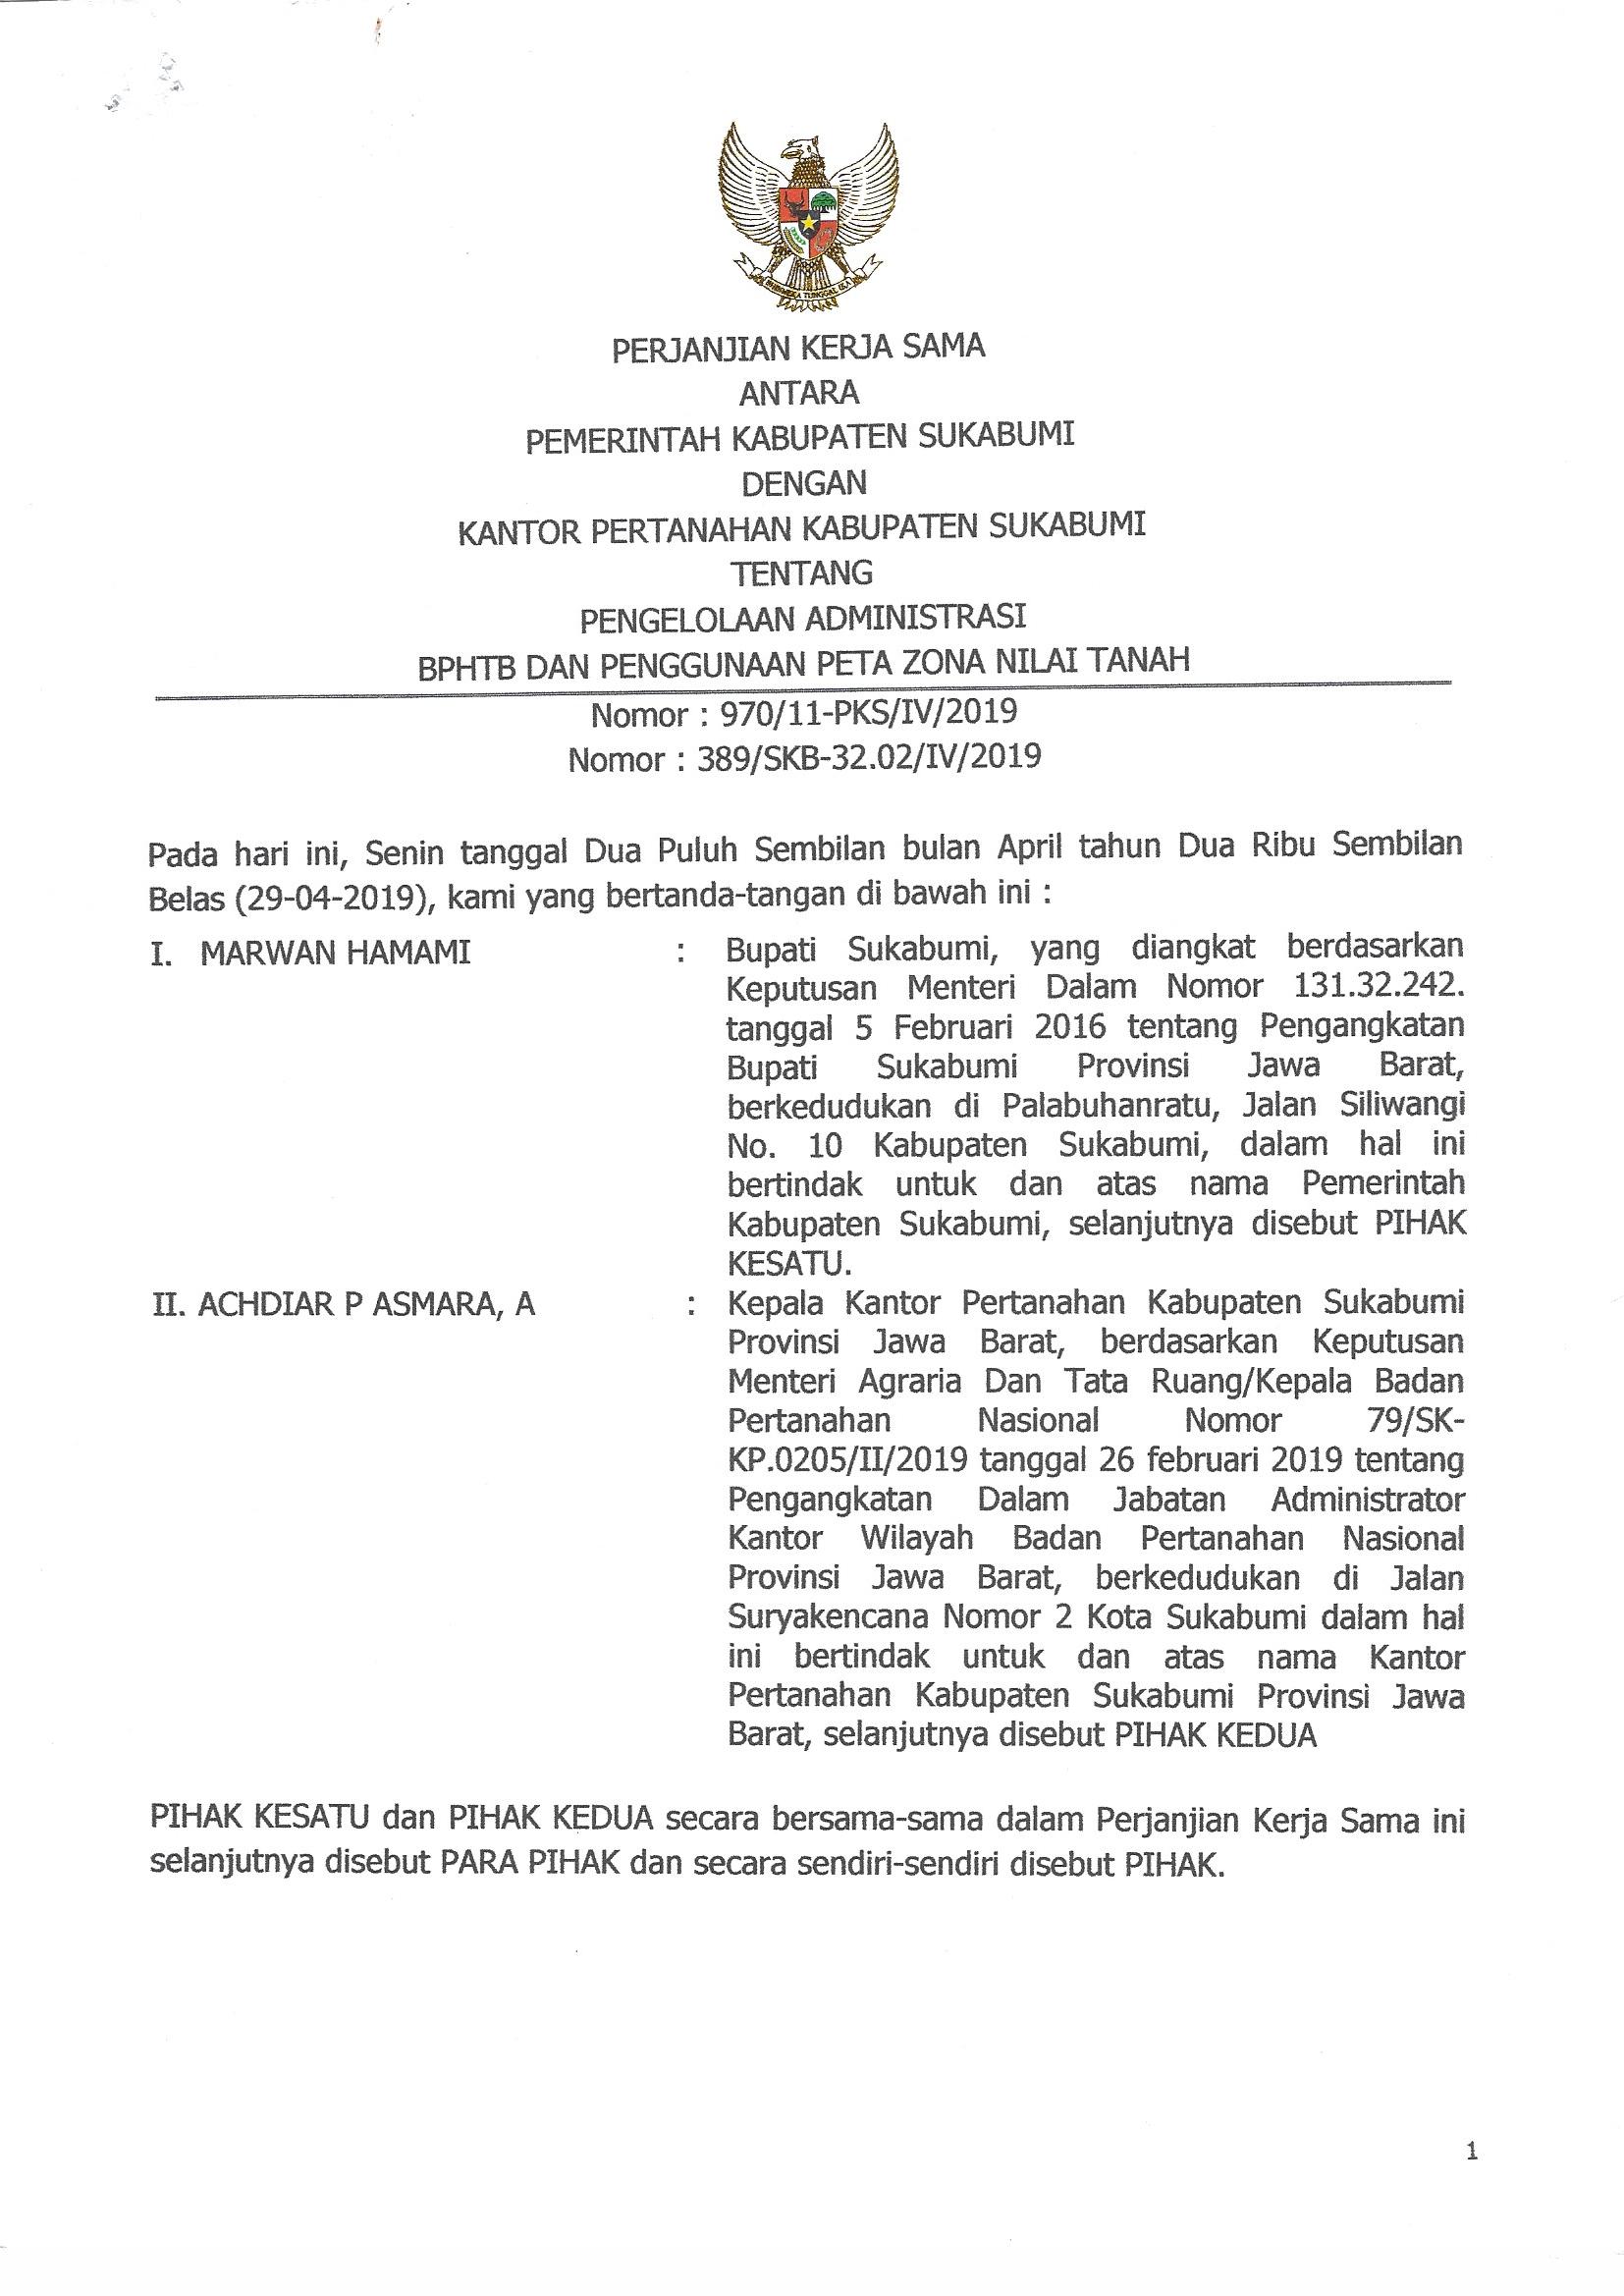 BHINNEKA TUNGGAL IKA
PERJANJIAN KERJA SAMA
ANTARA
PEMERINTAH KABUPATEN SUKABUMI
DENGAN
KANTOR PERTANAHAN KABUPATEN SUKABUMI
TENTANG
PENGELOLAAN ADMINISTRASI
BPHTB DAN PENGGUNAAN PETA ZONA NILAI TANAH
Nomor : 970/11-PKS/IV/2019
Nomor : 389/SKB-32.02/IV/2019
Pada hari ini, Senin tanggal Dua Puluh Sembilan bulan April tahun Dua Ribu Sembilan
Belas (29-04-2019), kami yang bertanda-tangan di bawah ini :
I. MARWAN HAMAMI : Bupati Sukabumi, yang diangkat berdasarkan
Keputusan Menteri Dalam Nomor 131.32.242.
tanggal 5 Februari 2016 tentang Pengangkatan
Bupati Sukabumi Provinsi Jawa Barat,
berkedudukan di Palabuhanratu, Jalan Siliwangi
No. 10 Kabupaten Sukabumi, dalam hal ini
bertindak untuk dan atas nama Pemerintah
Kabupaten Sukabumi, selanjutnya disebut PIHAK
KESATU.
II. ACHDIAR P ASMARA, A : Kepala Kantor Pertanahan Kabupaten Sukabumi
Provinsi Jawa Barat, berdasarkan Keputusan
Menteri Agraria Dan Tata Ruang/Kepala Badan
Pertanahan Nasional Nomor 79/SK-
KP.0205/II/2019 tanggal 26 februari 2019 tentang
Pengangkatan Dalam Jabatan Administrator
Kantor Wilayah Badan Pertanahan Nasional
Provinsi Jawa Barat, berkedudukan di Jalan
Suryakencana Nomor 2 Kota Sukabumi dalam hal
ini bertindak untuk dan atas nama Kantor
Pertanahan Kabupaten Sukabumi Provinsi Jawa
Barat, selanjutnya disebut PIHAK KEDUA
PIHAK KESATU dan PIHAK KEDUA secara bersama-sama dalam Perjanjian Kerja Sama ini
selanjutnya disebut PARA PIHAK dan secara sendiri-sendiri disebut PIHAK.
1